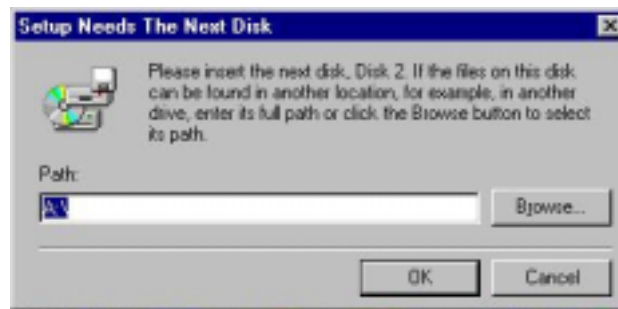 Setup Needs The Next Disk
Please insert the next disk, Disk 2. If the files on this disk
can be found in another location, for example, in another
drive, enter its full path or click the Browse button to select
its path.
Path:
A:\
Browse...
OK
Cancel